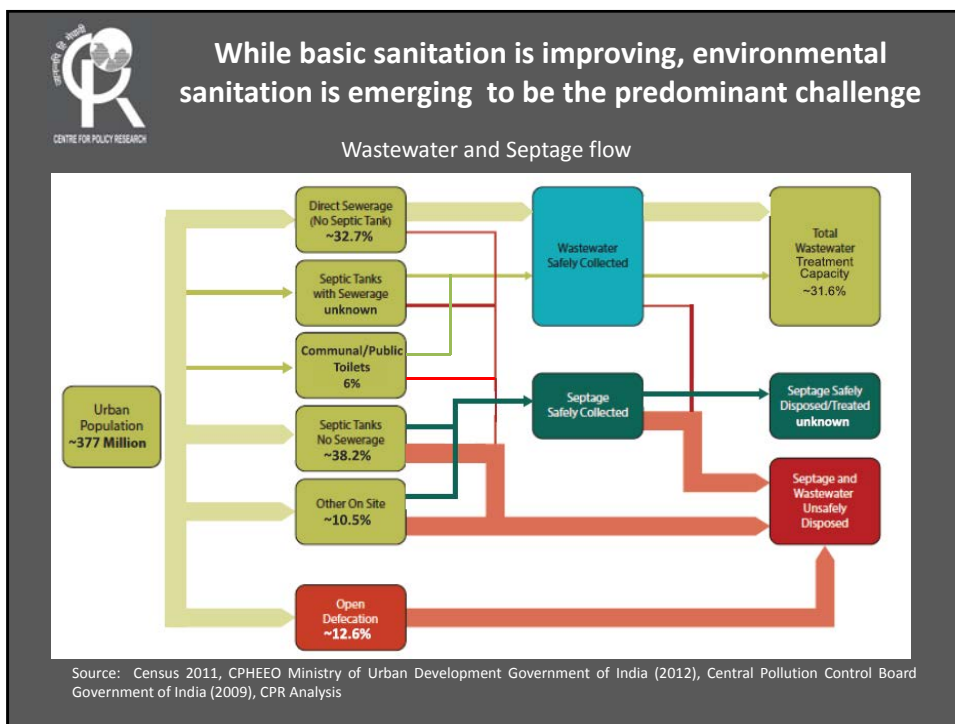 While basic sanitation is improving, environmental
sanitation is emerging to be the predominant challenge
CENTRE FOR POLICY RESEARCH
Wastewater and Septage flow
Direct Sewerage
(No Septic Tank)
~32.7%
Septic Tanks
with Sewerage
unknown
Communal/Public
Toilets
6%
Urban
Population
~377 Million
Septic Tanks
No Sewerage
~38.2%
Other On Site
~10.5%
Open
Defecation
~12.6%
Wastewater
Safely Collected
Septage
Safely Collected
Total
Wastewater
Treatment
Capacity
~31.6%
Septage Safely
Disposed/Treated
unknown
Septage and
Wastewater
Unsafely
Disposed
Source: Census 2011, CPHEEO Ministry of Urban Development Government of India (2012), Central Pollution Control Board
Government of India (2009), CPR Analysis